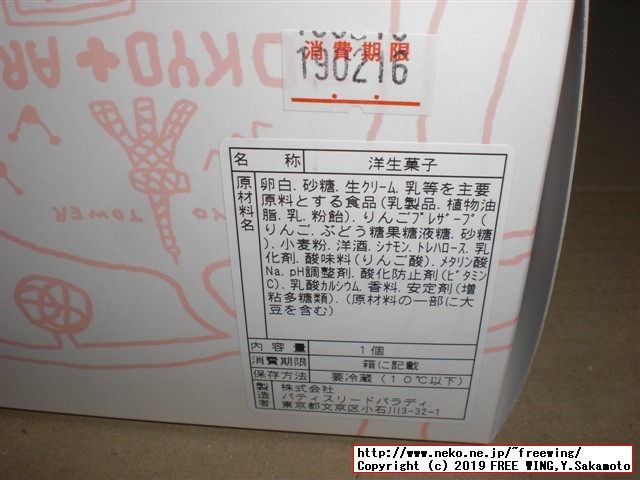 OKYO+AR
消費期限
190216
YO
TOWER
名　称　洋生菓子
原材料名
卵白、砂糖、生クリーム、乳等を主要
原料とする食品(乳製品、植物油
脂、乳、粉飴)、りんごプレザーブ(
りんご、ぶどう糖果糖液糖、砂糖
)、小麦粉、洋酒、シナモン、トレハロース、乳
化剤、酸味料(りんご酸)、メタリン酸
Na、pH調整剤、酸化防止剤(ビタミン
C)、乳酸カルシウム、香料、安定剤(増
粘多糖類)、(原材料の一部に大
豆を含む)
内容量　1個
消費期限　箱に記載
保存方法　要冷蔵(10℃以下)
製造者　株式会社
パティスリードパラディ
東京都文京区小石川3-32-1
http://www.neko.ne.jp/~freewing/
Copyright (c) 2019 FREE WING,Y.Sakamoto